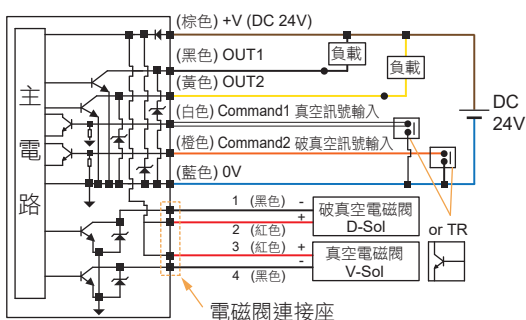 (棕色) +V (DC 24V)
(黑色) OUT1
負載
負載
(黃色) OUT2
主電路
(白色) Command1 真空訊號輸入
DC
24V
(橙色) Command2 破真空訊號輸入
(藍色) 0V
1 (黑色) -
+
2 (紅色)
破真空電磁閥
D-Sol
3 (紅色) +
-
4 (黑色)
真空電磁閥
V-Sol
or TR
電磁閥連接座